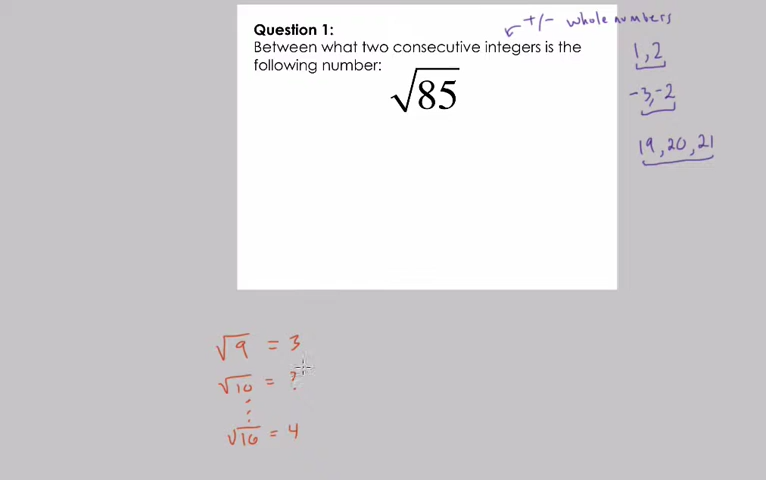 Question 1:
+/- whole numbers
Between what two consecutive integers is the
following number:
√85
1, 2
-3, -2
19, 20, 21
√9 = 3
√10 = ?
⋮
√16 = 4